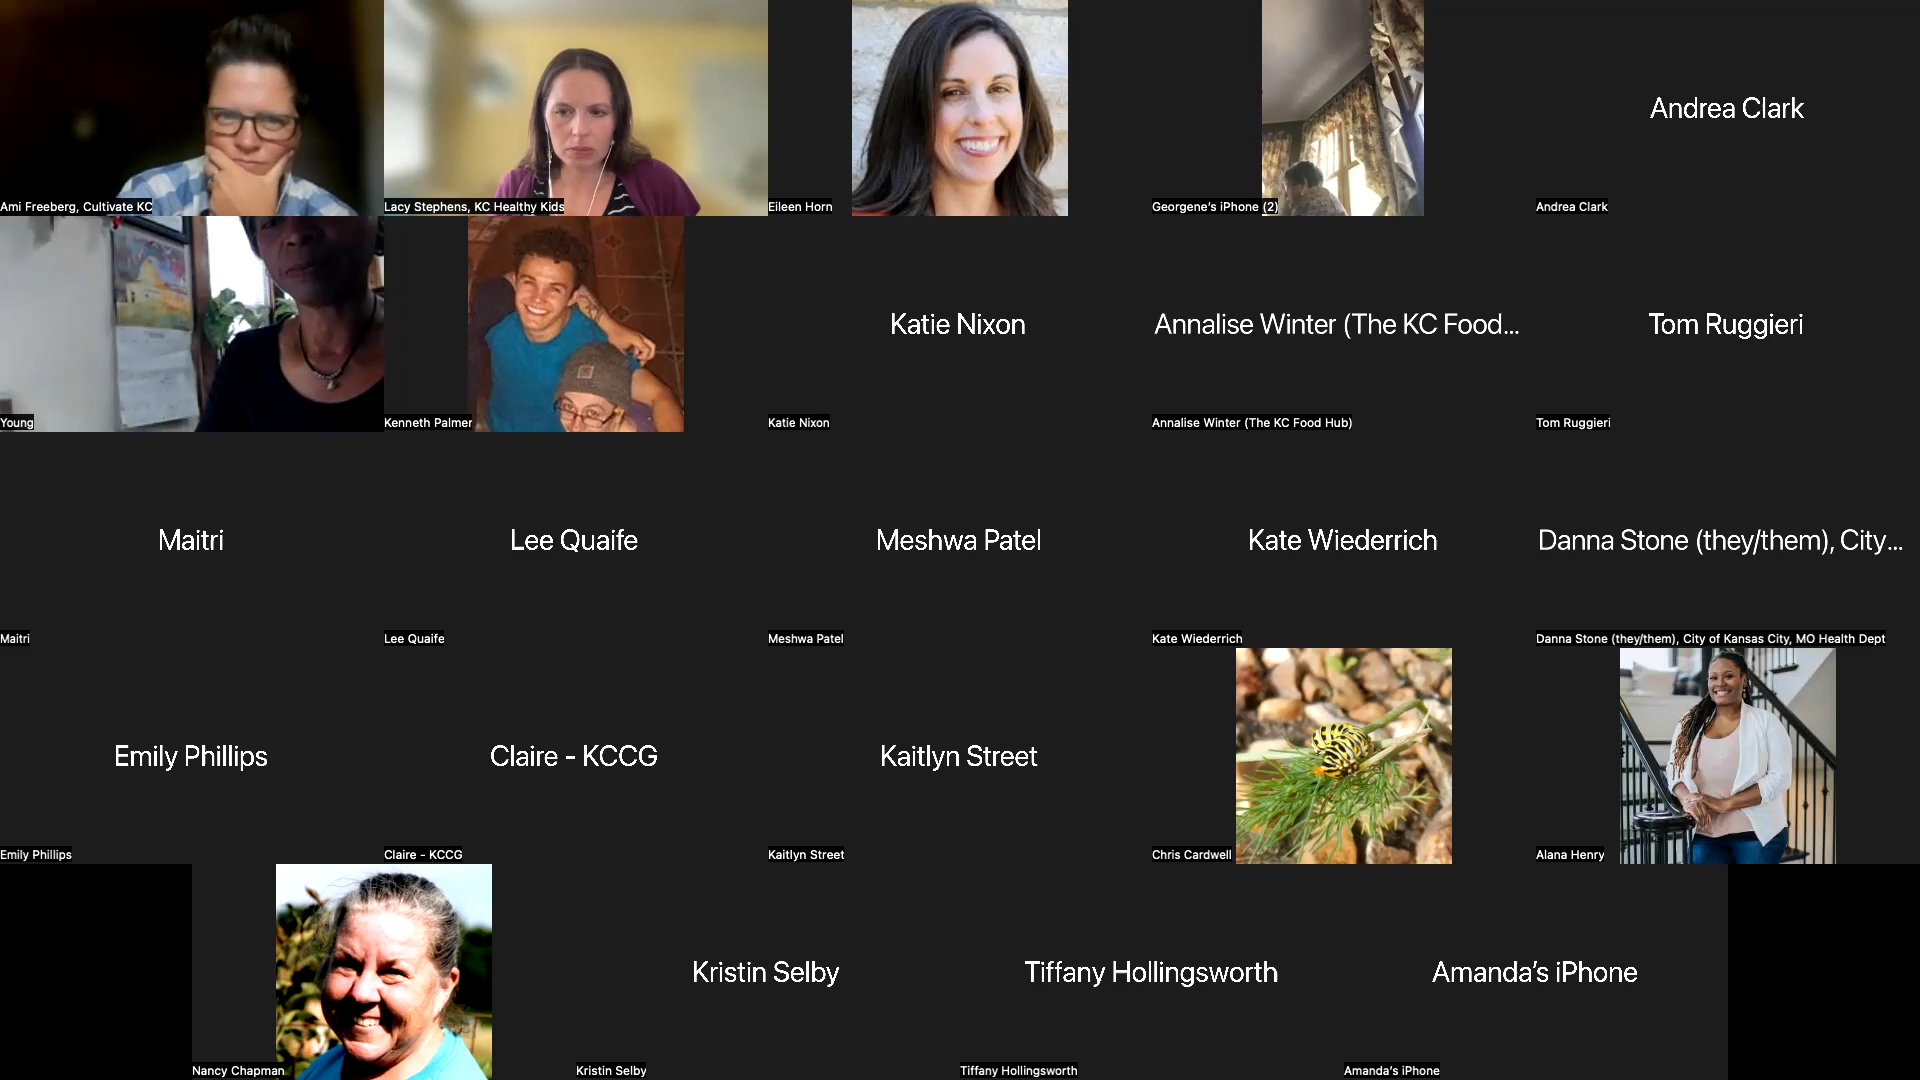 Andrea Clark
Ami Freeberg, Cultivate KC
Lacy Stephens, KC Healthy Kids
Eileen Horn
Georgene's iPhone (2)
Andrea Clark
Katie Nixon
Annalise Winter (The KC Food...
Tom Ruggieri
Young
Kenneth Palmer
Katie Nixon
Annalise Winter (The KC Food Hub)
Tom Ruggieri
Maitri
Lee Quaife
Meshwa Patel
Kate Wiederrich
Danna Stone (they/them), City...
Maitri
Lee Quaife
Meshwa Patel
Kate Wiederrich
Danna Stone (they/them), City of Kansas City, MO Health Dept
Emily Phillips
Claire - KCCG
Kaitlyn Street
Emily Phillips
Claire - KCCG
Kaitlyn Street
Chris Cardwell
Alana Henry
Kristin Selby
Tiffany Hollingsworth
Amanda's iPhone
Nancy Chapman
Kristin Selby
Tiffany Hollingsworth
Amanda's iPhone